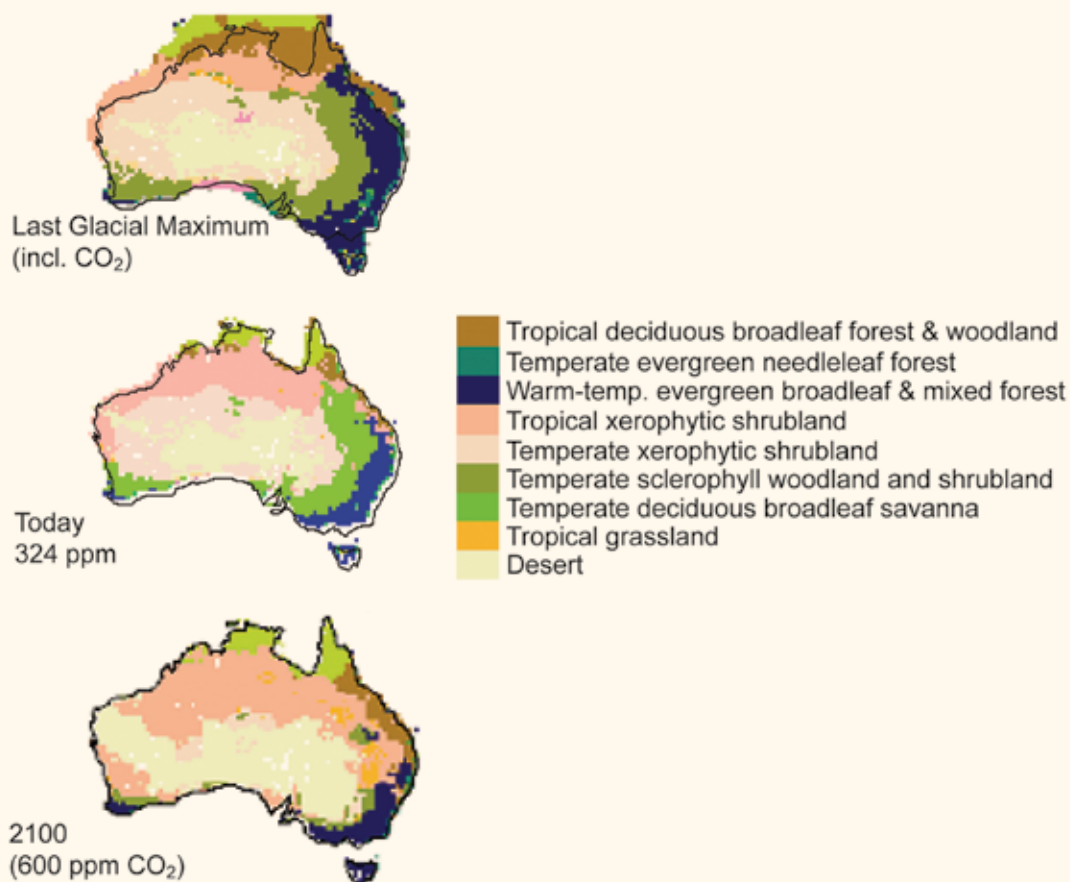 Last Glacial Maximum
(incl. CO₂)
Tropical deciduous broadleaf forest & woodland
Temperate evergreen needleleaf forest
Warm-temp. evergreen broadleaf & mixed forest
Tropical xerophytic shrubland
Temperate xerophytic shrubland
Temperate sclerophyll woodland and shrubland
Temperate deciduous broadleaf savanna
Tropical grassland
Desert
Today
324 ppm
2100
(600 ppm CO₂)